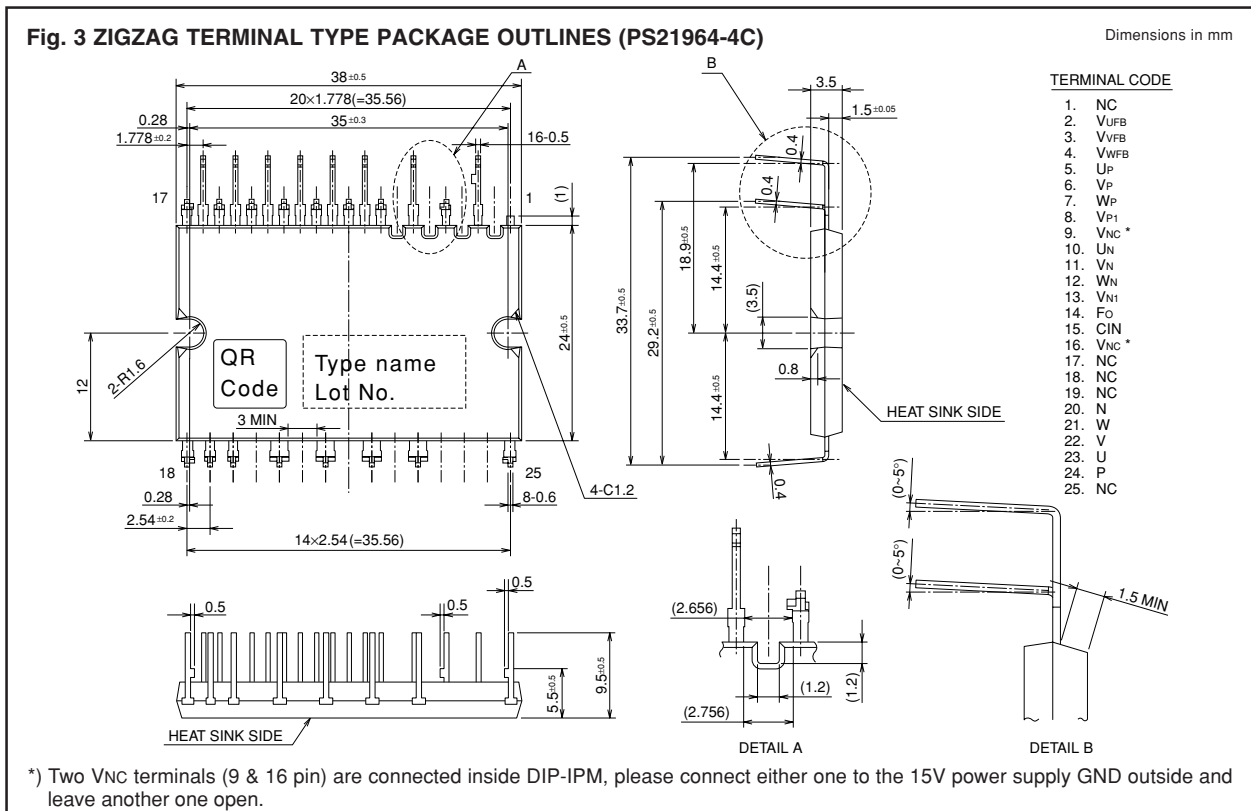 Fig. 3 ZIGZAG TERMINAL TYPE PACKAGE OUTLINES (PS21964-4C)
Dimensions in mm
A
B
38±0.5
20×1.778(=35.56)
35±0.3
0.28
1.778±0.2
16-0.5
17
1
(1)
QR
Code
Type name
Lot No.
3 MIN
2-R1.6
12
24±0.5
18
25
0.28
2.54±0.2
14×2.54(=35.56)
4-C1.2
8-0.6
3.5
1.5±0.05
0.4
0.4
33.7±0.5
29.2±0.5
18.9±0.5
14.4±0.5
14.4±0.5
(3.5)
0.8
0.4
HEAT SINK SIDE
TERMINAL CODE
1. NC
2. VUFB
3. VVFB
4. VWFB
5. UP
6. VP
7. WP
8. VP1
9. VNC *
10. UN
11. VN
12. WN
13. VN1
14. FO
15. CIN
16. VNC *
17. NC
18. NC
19. NC
20. N
21. W
22. V
23. U
24. P
25. NC
0.5
0.5
0.5
5.5±0.5
9.5±0.5
HEAT SINK SIDE
(2.656)
(1.2)
(1.2)
(2.756)
DETAIL A
(0~5°)
(0~5°)
1.5 MIN
DETAIL B
*) Two VNC terminals (9 & 16 pin) are connected inside DIP-IPM, please connect either one to the 15V power supply GND outside and
leave another one open.